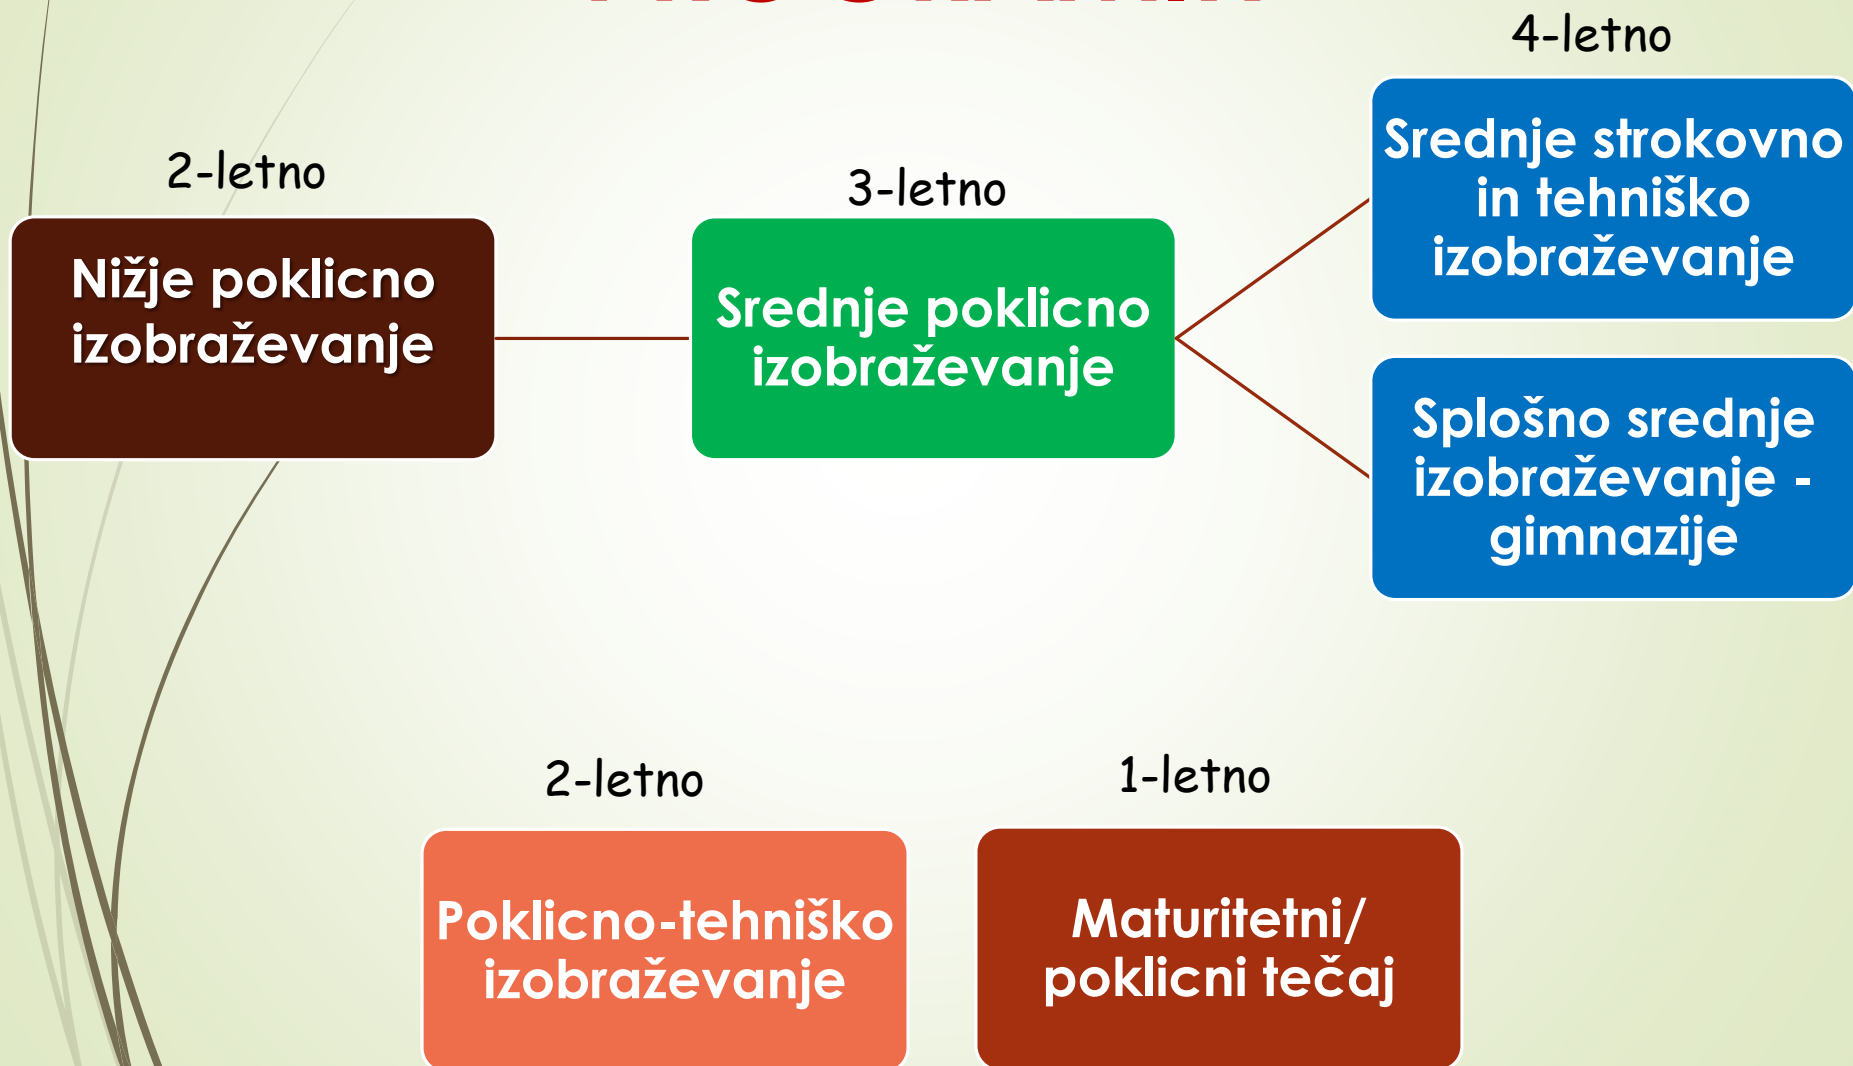 2-letno
Nižje poklicno
izobraževanje
3-letno
Srednje poklicno
izobraževanje
4-letno
Srednje strokovno
in tehniško
izobraževanje
Splošno srednje
izobraževanje -
gimnazije
2-letno
Poklicno-tehniško
izobraževanje
1-letno
Maturitetni/
poklicni tečaj